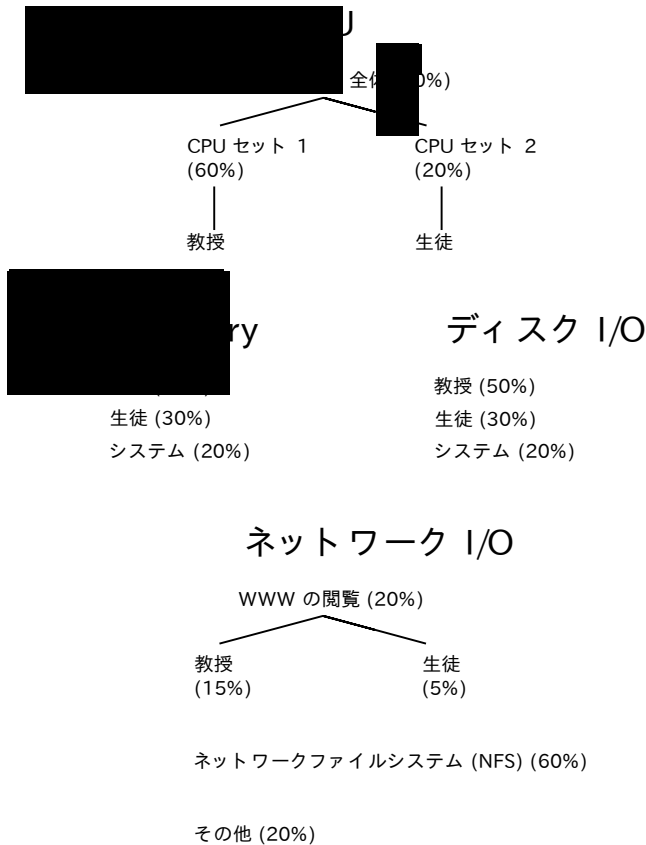 CPU セット 1
(60%)
CPU セット 2
(20%)
教授
生徒
ディスク I/O
生徒 (30%)
システム (20%)
教授 (50%)
生徒 (30%)
システム (20%)
ネットワーク I/O
WWW の閲覧 (20%)
教授
(15%)
生徒
(5%)
ネットワークファイルシステム (NFS) (60%)
その他 (20%)